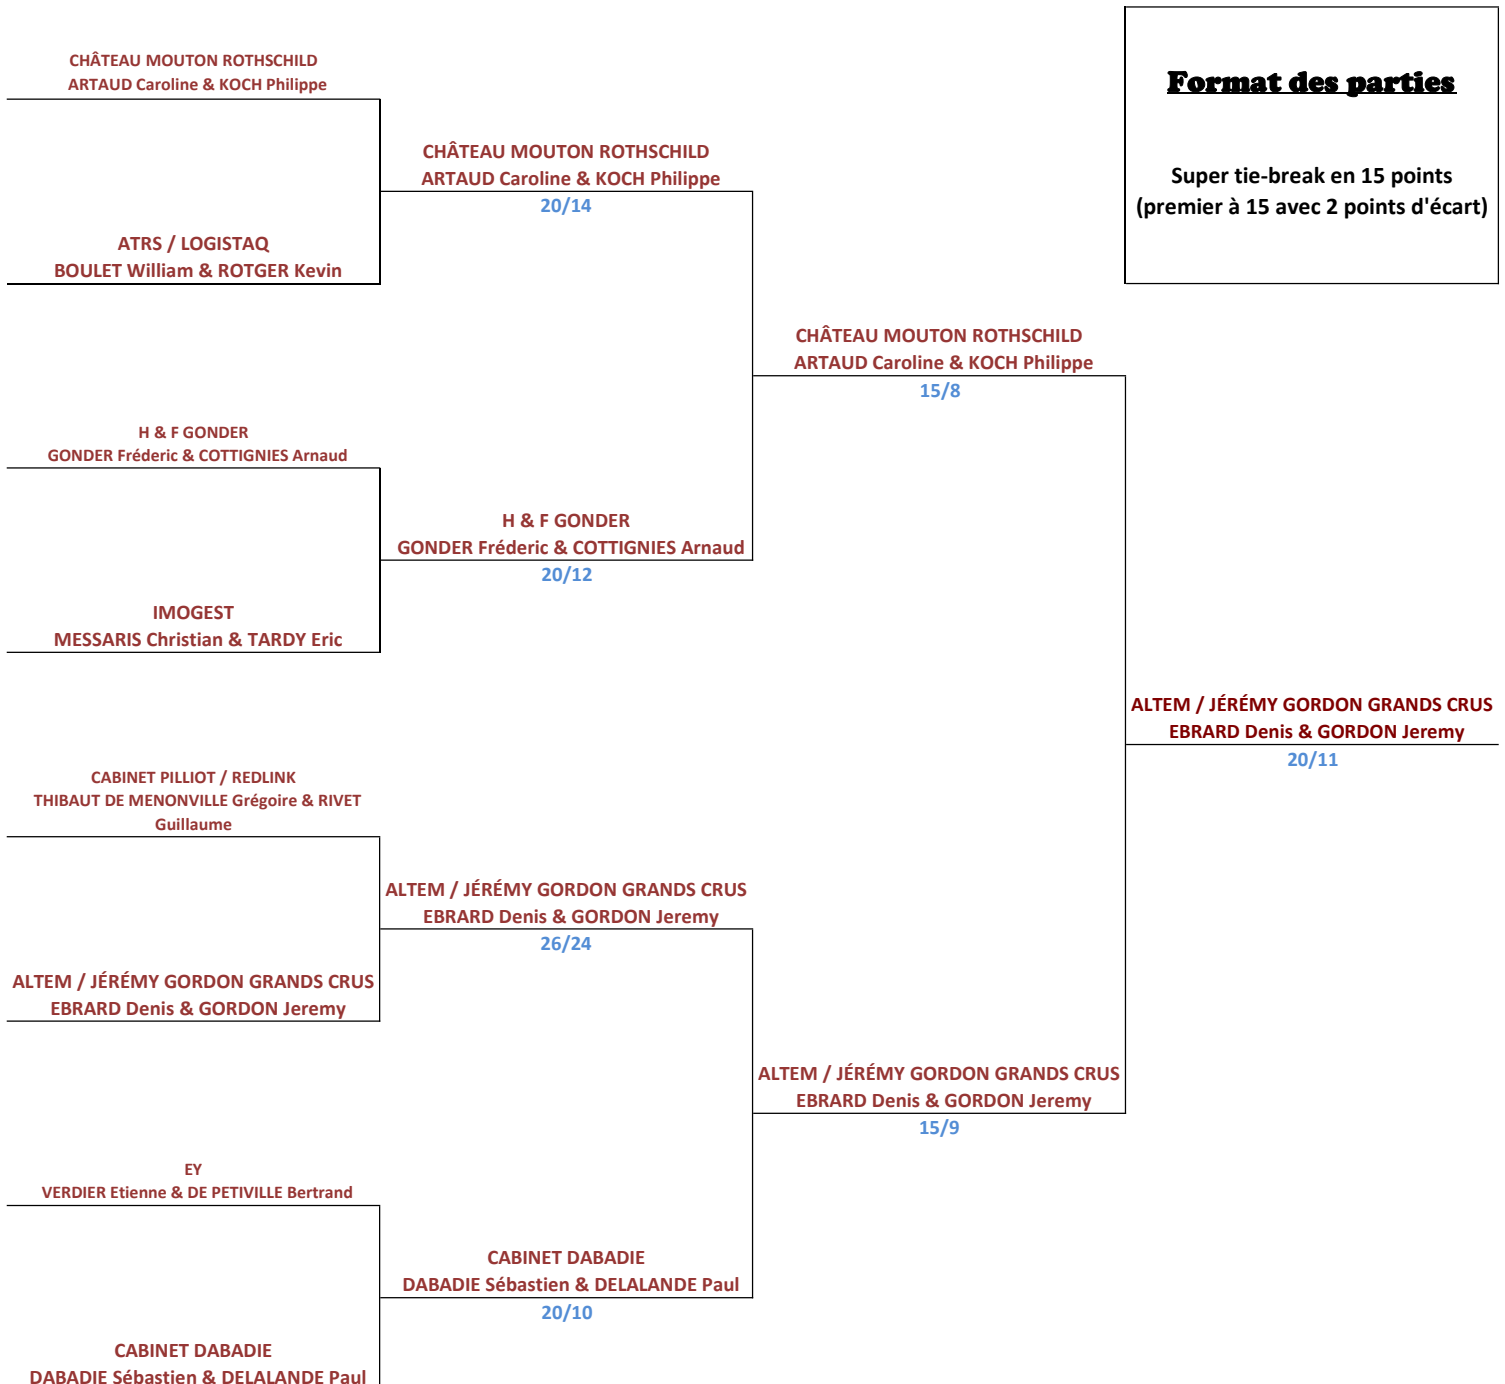 CHÂTEAU MOUTON ROTHSCHILD
ARTAUD Caroline & KOCH Philippe
Format des parties
Super tie-break en 15 points
(premier à 15 avec 2 points d'écart)
CHÂTEAU MOUTON ROTHSCHILD
ARTAUD Caroline & KOCH Philippe
20/14
ATRS / LOGISTAQ
BOULET William & ROTGER Kevin
CHÂTEAU MOUTON ROTHSCHILD
ARTAUD Caroline & KOCH Philippe
15/8
H & F GONDER
GONDER Fréderic & COTTIGNIES Arnaud
H & F GONDER
GONDER Fréderic & COTTIGNIES Arnaud
20/12
IMOGEST
MESSARIS Christian & TARDY Eric
ALTEM / JÉRÉMY GORDON GRANDS CRUS
EBRARD Denis & GORDON Jeremy
20/11
CABINET PILLIOT / REDLINK
THIBAUT DE MENONVILLE Grégoire & RIVET
Guillaume
ALTEM / JÉRÉMY GORDON GRANDS CRUS
EBRARD Denis & GORDON Jeremy
26/24
ALTEM / JÉRÉMY GORDON GRANDS CRUS
EBRARD Denis & GORDON Jeremy
ALTEM / JÉRÉMY GORDON GRANDS CRUS
EBRARD Denis & GORDON Jeremy
15/9
EY
VERDIER Etienne & DE PETIVILLE Bertrand
CABINET DABADIE
DABADIE Sébastien & DELALANDE Paul
20/10
CABINET DABADIE
DABADIE Sébastien & DELALANDE Paul